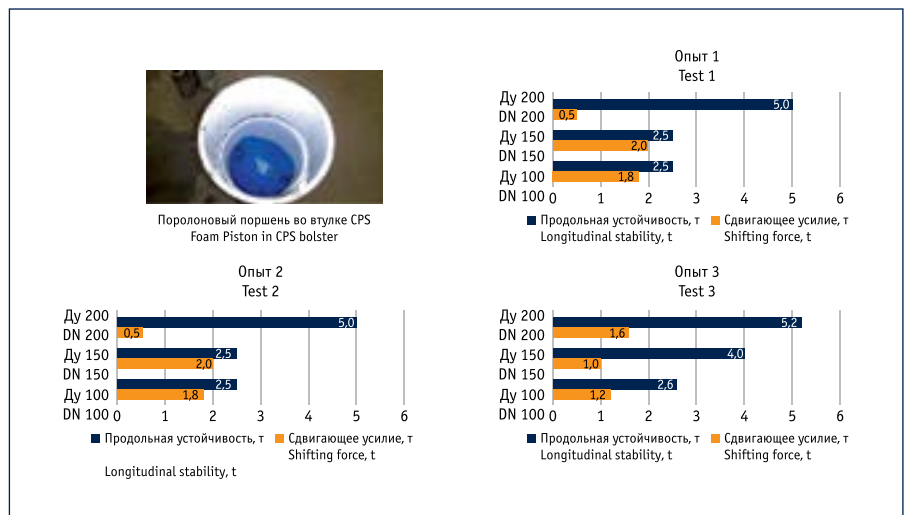 Поролоновый поршень во втулке CPS
Foam Piston in CPS bolster
Опыт 1
Test 1
Ду 200
DN 200
Ду 150
DN 150
Ду 100
DN 100
5,0
0,5
2,5
2,0
2,5
1,8
0 1 2 3 4 5 6
Продольная устойчивость, т Сдвигающее усилие, т
Longitudinal stability, t Shifting force, t
Опыт 2
Test 2
Ду 200
DN 200
Ду 150
DN 150
Ду 100
DN 100
5,0
0,5
2,5
2,0
2,5
1,8
0 1 2 3 4 5 6
Продольная устойчивость, т Сдвигающее усилие, т
Shifting force, t
Longitudinal stability, t
Опыт 3
Test 3
Ду 200
DN 200
Ду 150
DN 150
Ду 100
DN 100
5,2
1,6
4,0
1,0
2,6
1,2
0 1 2 3 4 5 6
Продольная устойчивость, т Сдвигающее усилие, т
Longitudinal stability, t Shifting force, t